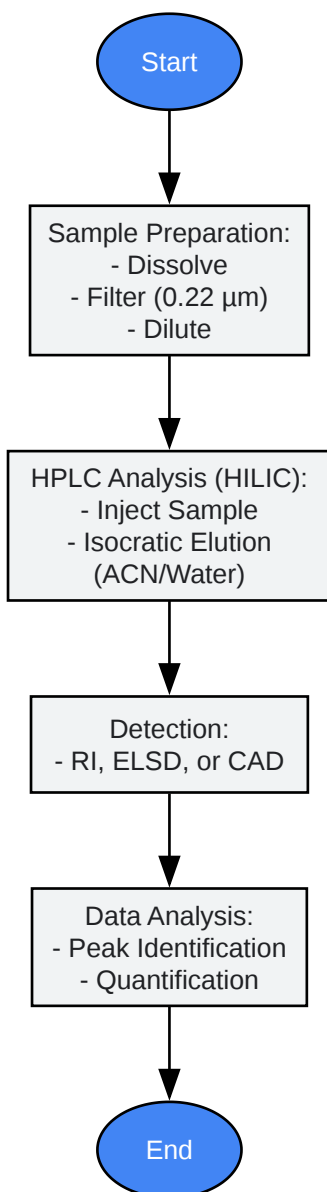 Start
Sample Preparation:
- Dissolve
- Filter (0.22 µm)
- Dilute
HPLC Analysis (HILIC):
- Inject Sample
- Isocratic Elution
(ACN/Water)
Detection:
- RI, ELSD, or CAD
Data Analysis:
- Peak Identification
- Quantification
End